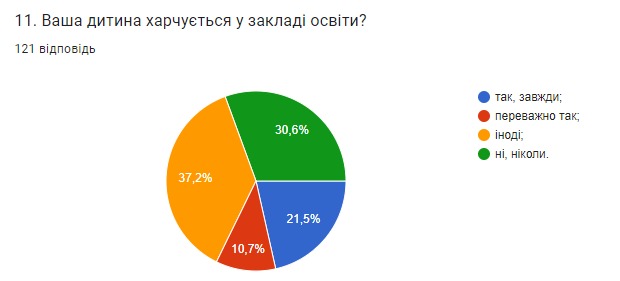 11. Ваша дитина харчується у закладі освіти?
121 відповідь
так, завжди;
переважно так;
іноді;
ні, ніколи.
30,6%
37,2%
21,5%
10,7%